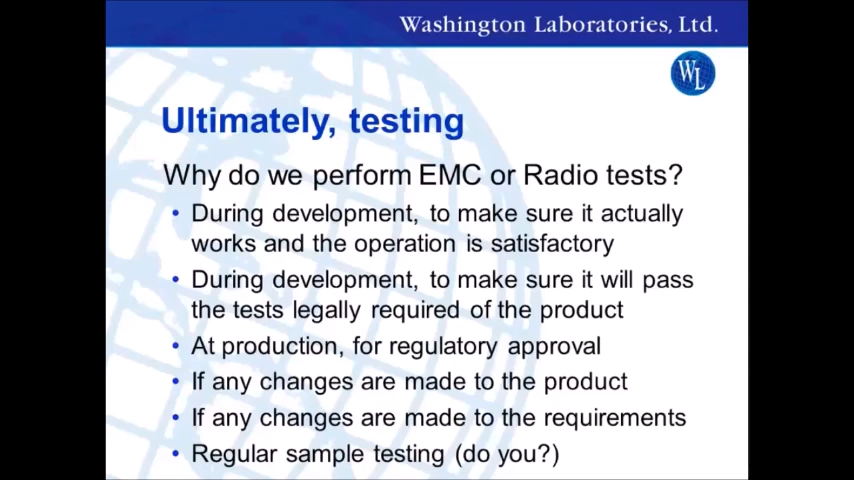 Washington Laboratories, Ltd.
WL
Ultimately, testing
Why do we perform EMC or Radio tests?
• During development, to make sure it actually
works and the operation is satisfactory
• During development, to make sure it will pass
the tests legally required of the product
• At production, for regulatory approval
• If any changes are made to the product
• If any changes are made to the requirements
• Regular sample testing (do you?)